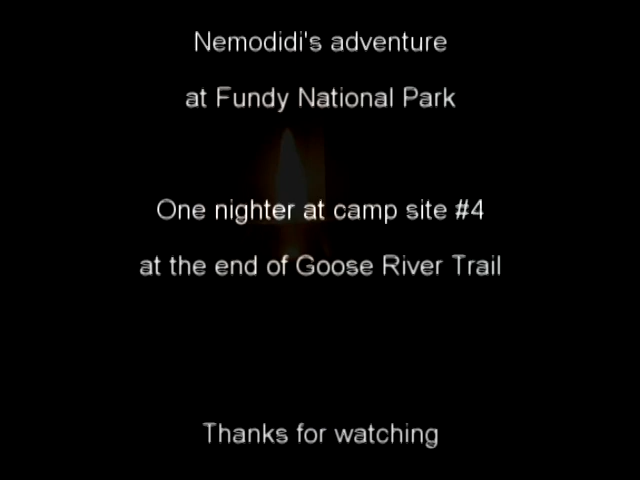 Nemodidi's adventure
at Fundy National Park
One nighter at camp site #4
at the end of Goose River Trail
Thanks for watching